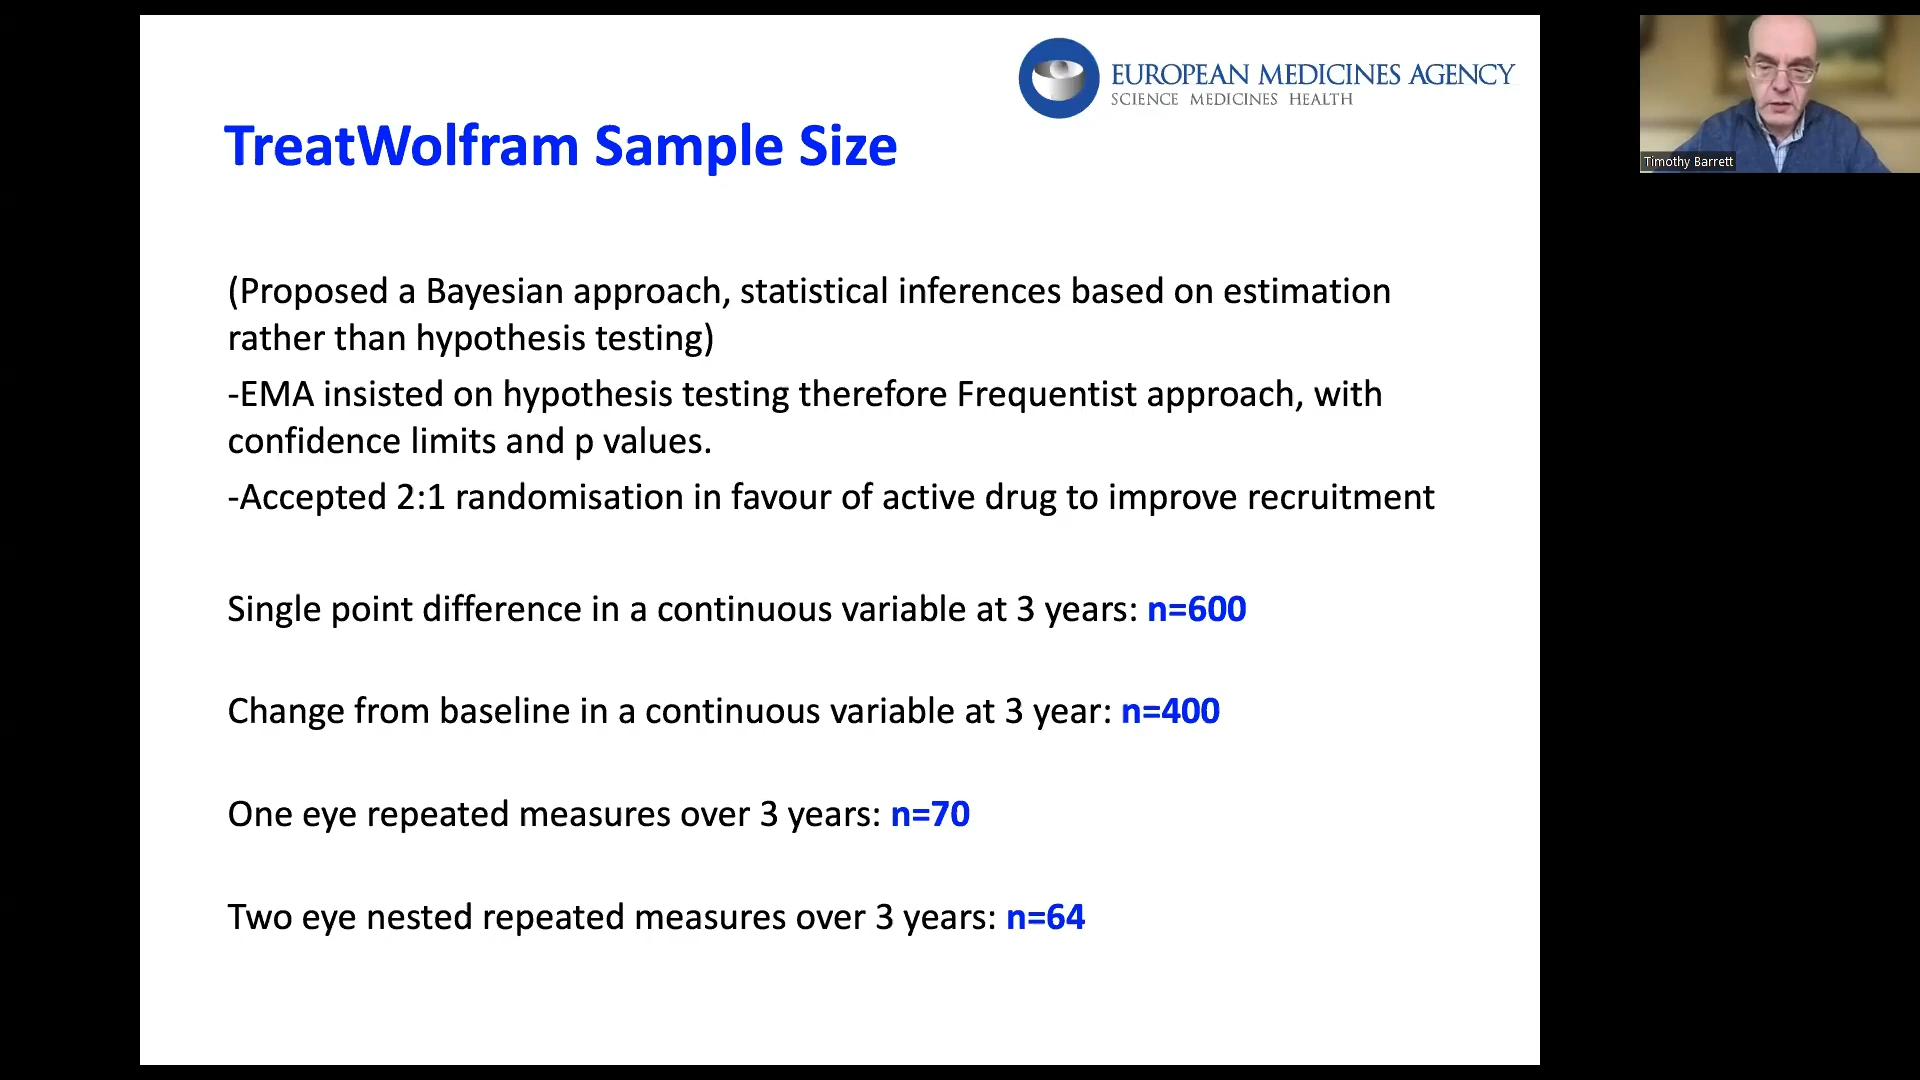 EUROPEAN MEDICINES AGENCY
SCIENCE MEDICINES HEALTH
TreatWolfram Sample Size
(Proposed a Bayesian approach, statistical inferences based on estimation
rather than hypothesis testing)
-EMA insisted on hypothesis testing therefore Frequentist approach, with
confidence limits and p values.
-Accepted 2:1 randomisation in favour of active drug to improve recruitment
Single point difference in a continuous variable at 3 years: n=600
Change from baseline in a continuous variable at 3 year: n=400
One eye repeated measures over 3 years: n=70
Two eye nested repeated measures over 3 years: n=64
Timothy Barrett